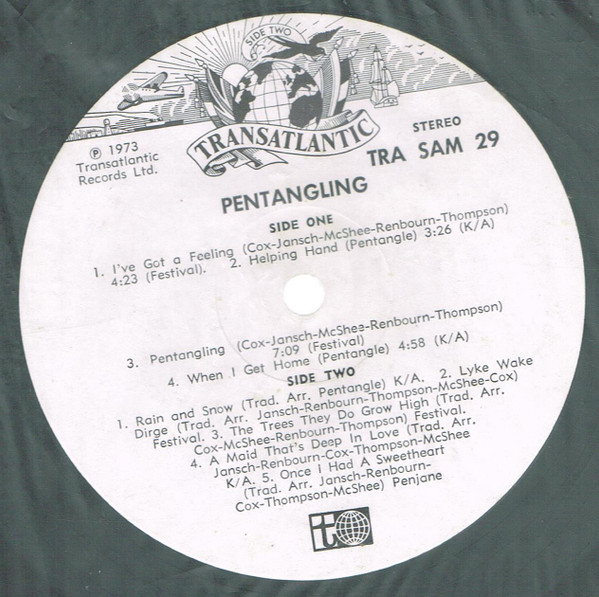 SIDE TWO
TRANSATLANTIC
℗ 1973
Transatlantic
Records Ltd.
STEREO
TRA SAM 29
PENTANGLING
SIDE ONE
1. I've Got a Feeling (Cox-Jansch-McShee-Renbourn-Thompson)
4:23 (Festival). 2. Helping Hand (Pentangle) 3:26 (K/A)
3. Pentangling (Cox-Jansch-McShee-Renbourn-Thompson)
7:09 (Festival)
4. When I Get Home (Pentangle) 4:58 (K/A)
SIDE TWO
1. Rain and Snow (Trad. Arr. Pentangle) K/A. 2. Lyke Wake
Dirge (Trad. Arr. Jansch-Renbourn-Thompson-McShee-Cox)
Festival. 3. The Trees They Do Grow High (Trad. Arr.
Cox-McShee-Renbourn-Thompson) Festival.
4. A Maid That's Deep In Love (Trad. Arr.
Jansch-Renbourn-Cox-Thompson-McShee
K/A. 5. Once I Had A Sweetheart
(Trad. Arr. Jansch-Renbourn-
Cox-Thompson-McShee) Penjane
t